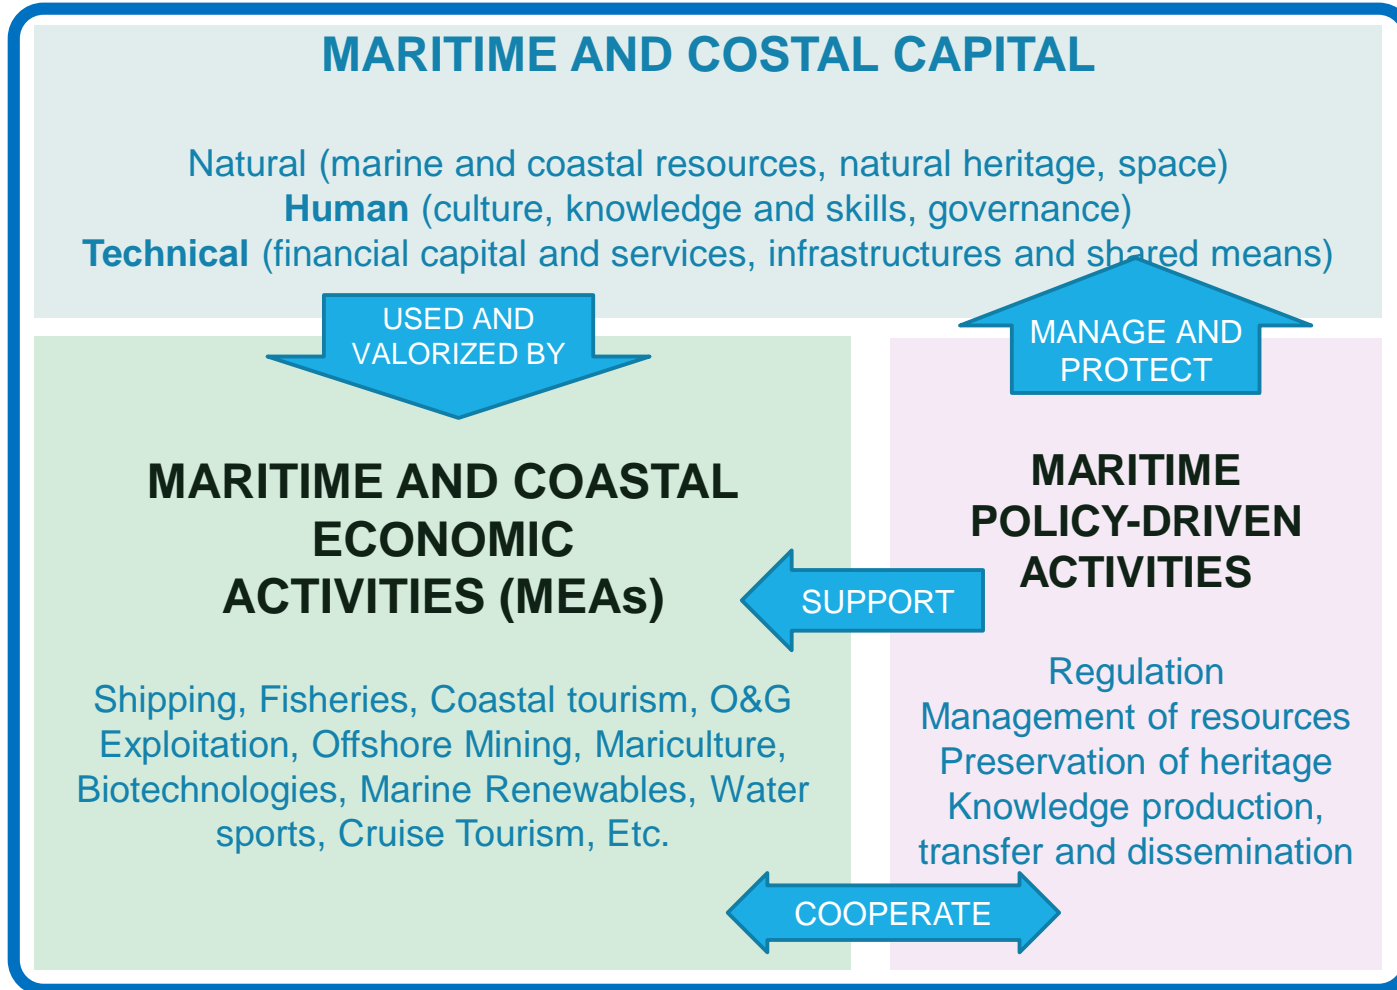 MARITIME AND COSTAL CAPITAL
Natural (marine and coastal resources, natural heritage, space)
Human (culture, knowledge and skills, governance)
Technical (financial capital and services, infrastructures and shared means)
USED AND
VALORIZED BY
MANAGE AND
PROTECT
MARITIME AND COASTAL
ECONOMIC
ACTIVITIES (MEAs)
Shipping, Fisheries, Coastal tourism, O&G
Exploitation, Offshore Mining, Mariculture,
Biotechnologies, Marine Renewables, Water
sports, Cruise Tourism, Etc.
SUPPORT
MARITIME
POLICY-DRIVEN
ACTIVITIES
Regulation
Management of resources
Preservation of heritage
Knowledge production,
transfer and dissemination
COOPERATE